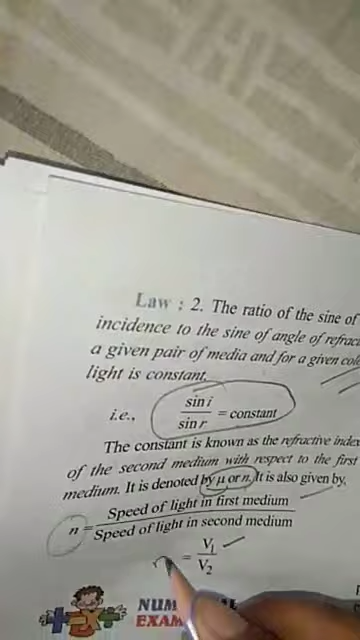 Law : 2. The ratio of the sine of
incidence to the sine of angle of
a given pair of media and for a given
light is constant.
i.e., sin i / sin r = constant
The constant is known as the refractive index
of the second medium with respect to the first
medium. It is denoted by μ or n. It is also given by,
n = Speed of light in first medium / Speed of light in second medium
= V₁ / V₂